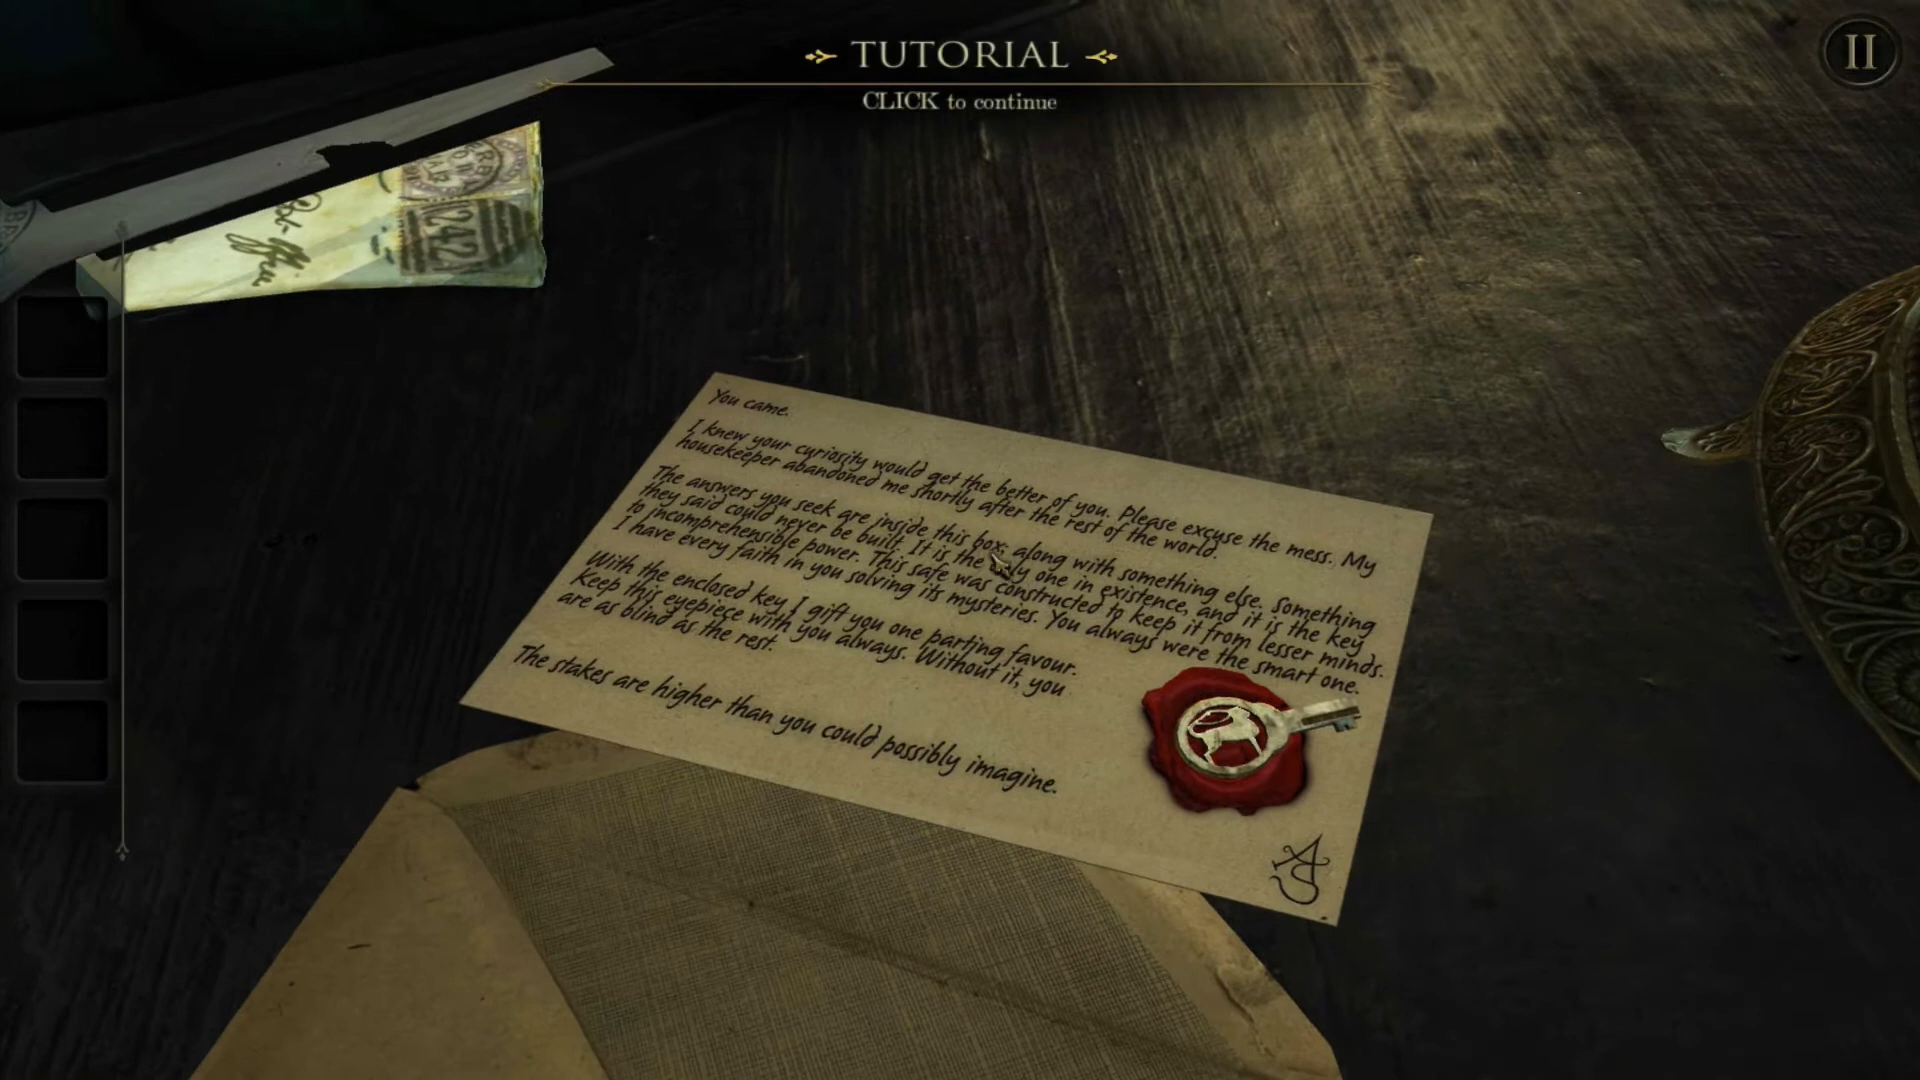 TUTORIAL
CLICK to continue
242
You came.
I knew your curiosity would get the better of you. Please excuse the mess. My
housekeeper abandoned me shortly after the rest of the world.
The answers you seek are inside this box, along with something else. Something
they said could never be built. It is the only one in existence, and it is the key
to incomprehensible power. This safe was constructed to keep it from lesser minds.
I have every faith in you solving its mysteries. You always were the smart one.
With the enclosed key I gift you one parting favour.
Keep this eyepiece with you always. Without it, you
are as blind as the rest.
The stakes are higher than you could possibly imagine.